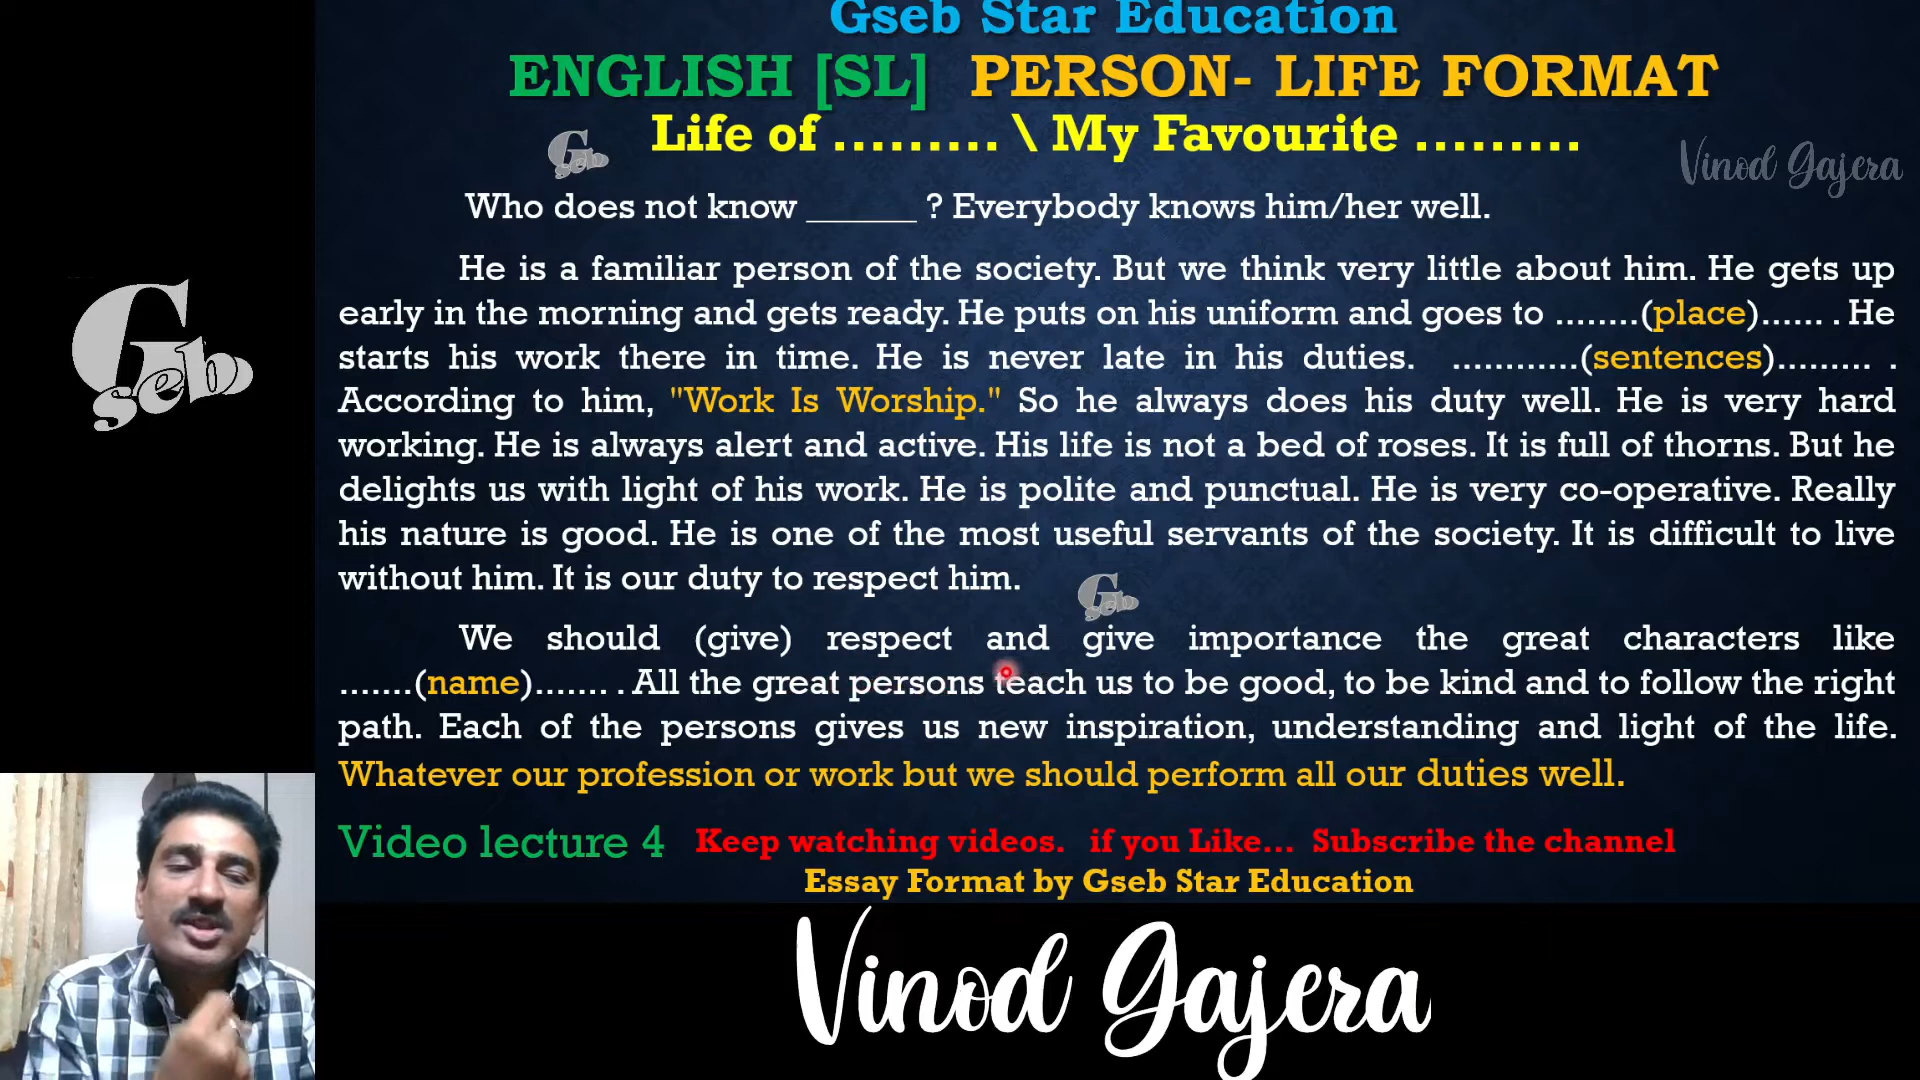 Gseb Star Education
ENGLISH [SL] PERSON- LIFE FORMAT
Life of ......... \ My Favourite .........
Gseb
Vinod Gajera
Who does not know ______ ? Everybody knows him/her well.
He is a familiar person of the society. But we think very little about him. He gets up
early in the morning and gets ready. He puts on his uniform and goes to ........(place)...... . He
starts his work there in time. He is never late in his duties. ............(sentences)......... .
According to him, "Work Is Worship." So he always does his duty well. He is very hard
working. He is always alert and active. His life is not a bed of roses. It is full of thorns. But he
delights us with light of his work. He is polite and punctual. He is very co-operative. Really
his nature is good. He is one of the most useful servants of the society. It is difficult to live
without him. It is our duty to respect him.
Gseb
Gseb
We should (give) respect and give importance the great characters like
.......(name)....... . All the great persons teach us to be good, to be kind and to follow the right
path. Each of the persons gives us new inspiration, understanding and light of the life.
Whatever our profession or work but we should perform all our duties well.
Video lecture 4 Keep watching videos. if you Like... Subscribe the channel
Essay Format by Gseb Star Education
Vinod Gajera